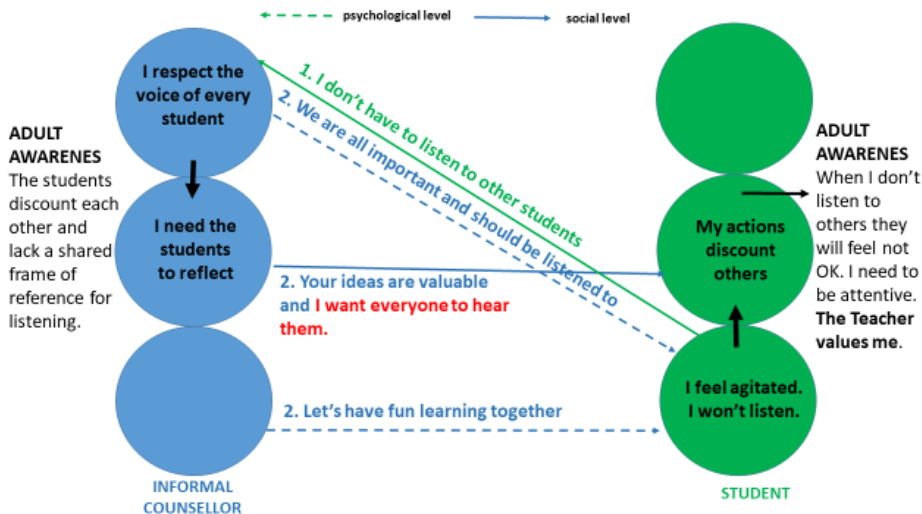 psychological level
social level
I respect the
voice of every
student
ADULT
AWARENES
The students
discount each
other and
lack a shared
frame of
reference for
listening.
I need the
students
to reflect
1. I don't have to listen to other students
2. We are all important and should be listened to
2. Your ideas are valuable
and I want everyone to hear
them.
2. Let's have fun learning together
My actions
discount
others
I feel agitated.
I won't listen.
ADULT
AWARENES
When I don't
listen to
others they
will feel not
OK. I need to
be attentive.
The Teacher
values me.
INFORMAL
COUNSELLOR
STUDENT